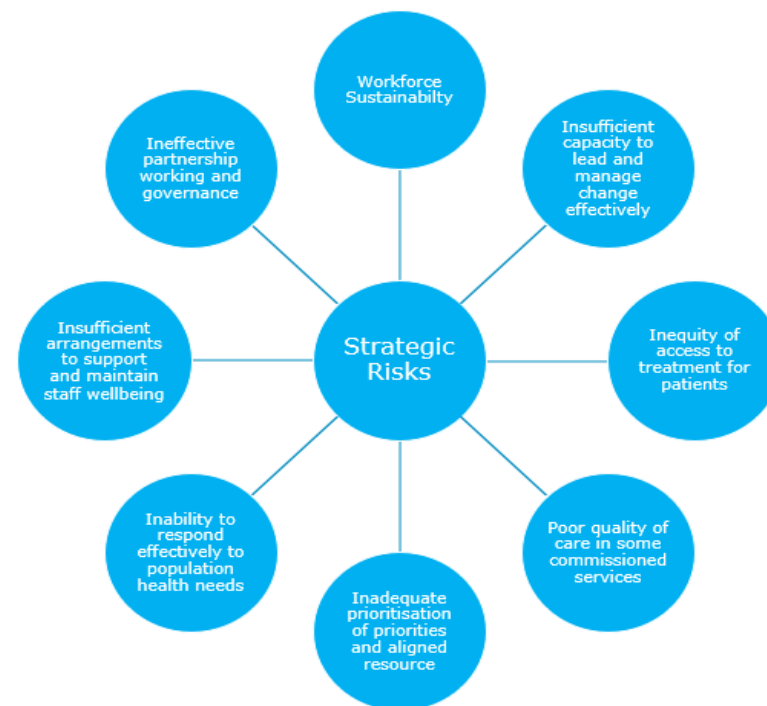 Workforce
Sustainabilty
Insufficient
capacity to
lead and
manage
change
effectively
Inequity of
access to
treatment for
patients
Poor quality of
care in some
commissioned
services
Inadequate
prioritisation
of priorities
and aligned
resource
Inability to
respond
effectively to
population
health needs
Insufficient
arrangements
to support
and maintain
staff wellbeing
Ineffective
partnership
working and
governance
Strategic
Risks